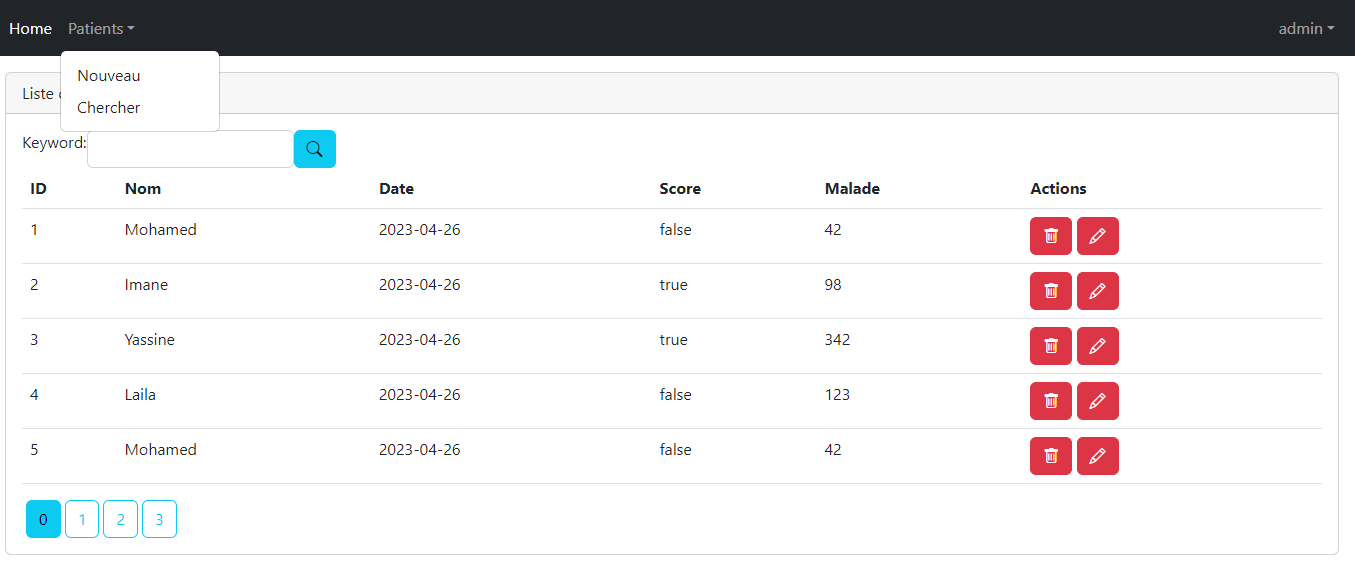 Home Patients admin
Nouveau
Chercher
Liste
Keyword:
ID Nom Date Score Malade Actions
1 Mohamed 2023-04-26 false 42
2 Imane 2023-04-26 true 98
3 Yassine 2023-04-26 true 342
4 Laila 2023-04-26 false 123
5 Mohamed 2023-04-26 false 42
0 1 2 3